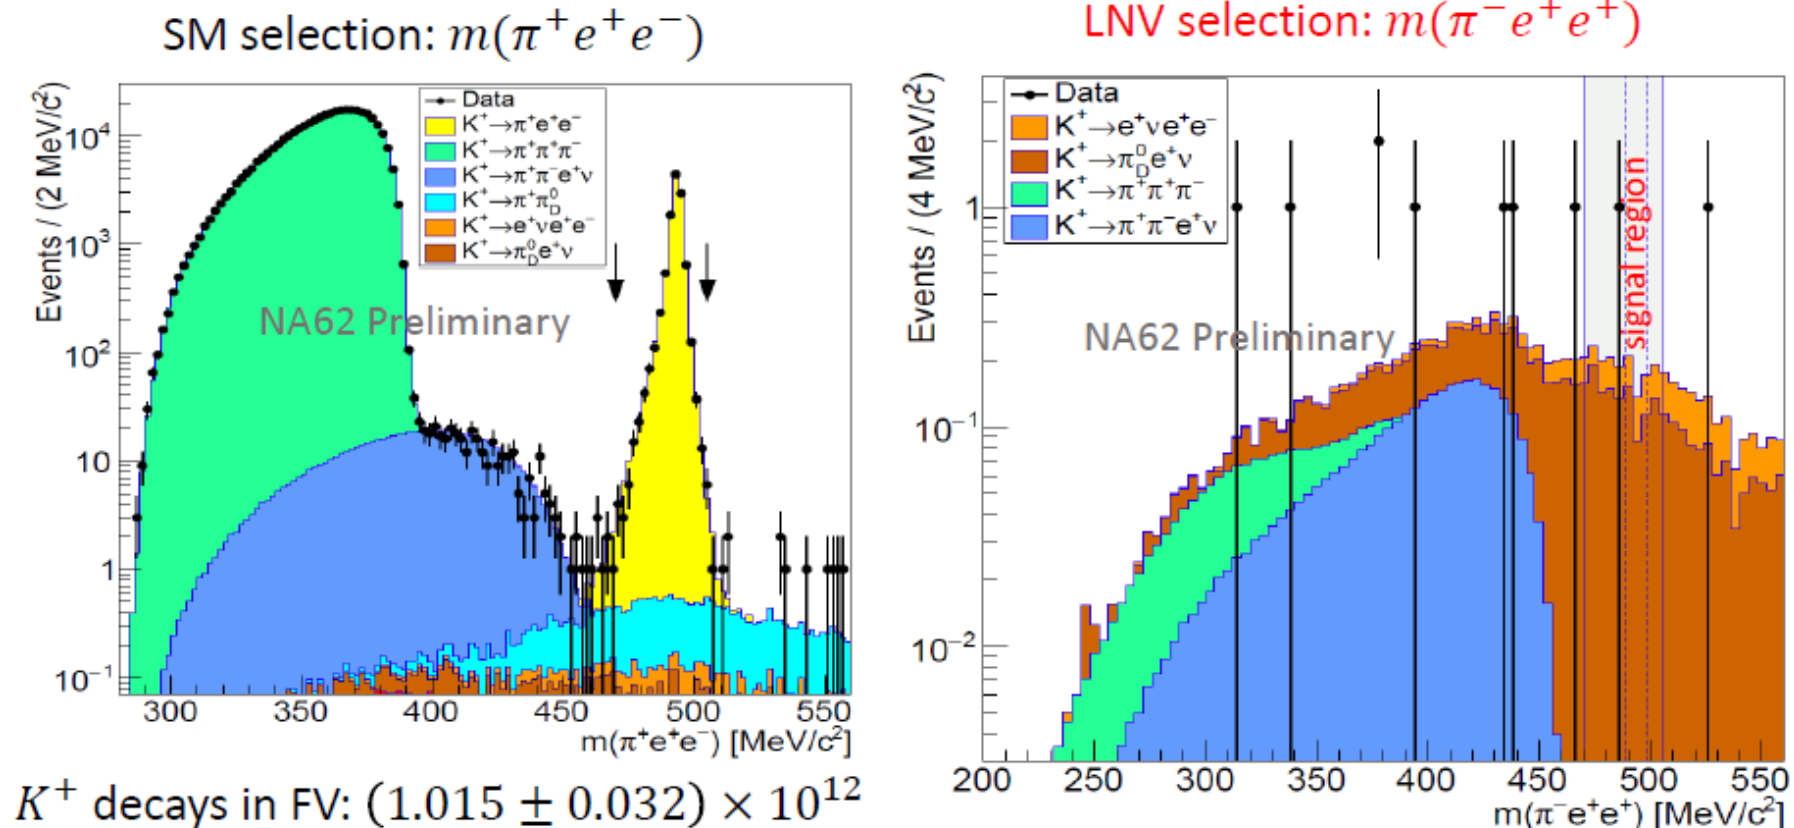 SM selection: m(π⁺e⁺e⁻)
Events / (2 MeV/c²)
10⁴
10³
10²
10
1
10⁻¹
Data
K⁺→π⁺e⁺e⁻
K⁺→π⁺π⁺π⁻
K⁺→π⁺π⁻e⁺ν
K⁺→π⁺π⁰_D
K⁺→e⁺νe⁺e⁻
K⁺→π⁰_De⁺ν
NA62 Preliminary
300 350 400 450 500 550
m(π⁺e⁺e⁻) [MeV/c²]
K⁺ decays in FV: (1.015 ± 0.032) × 10¹²
LNV selection: m(π⁻e⁺e⁺)
Events / (4 MeV/c²)
1
10⁻¹
10⁻²
Data
K⁺→e⁺νe⁺e⁻
K⁺→π⁰_De⁺ν
K⁺→π⁺π⁺π⁻
K⁺→π⁺π⁻e⁺ν
signal region
NA62 Preliminary
200 250 300 350 400 450 500 550
m(π⁻e⁺e⁺) [MeV/c²]